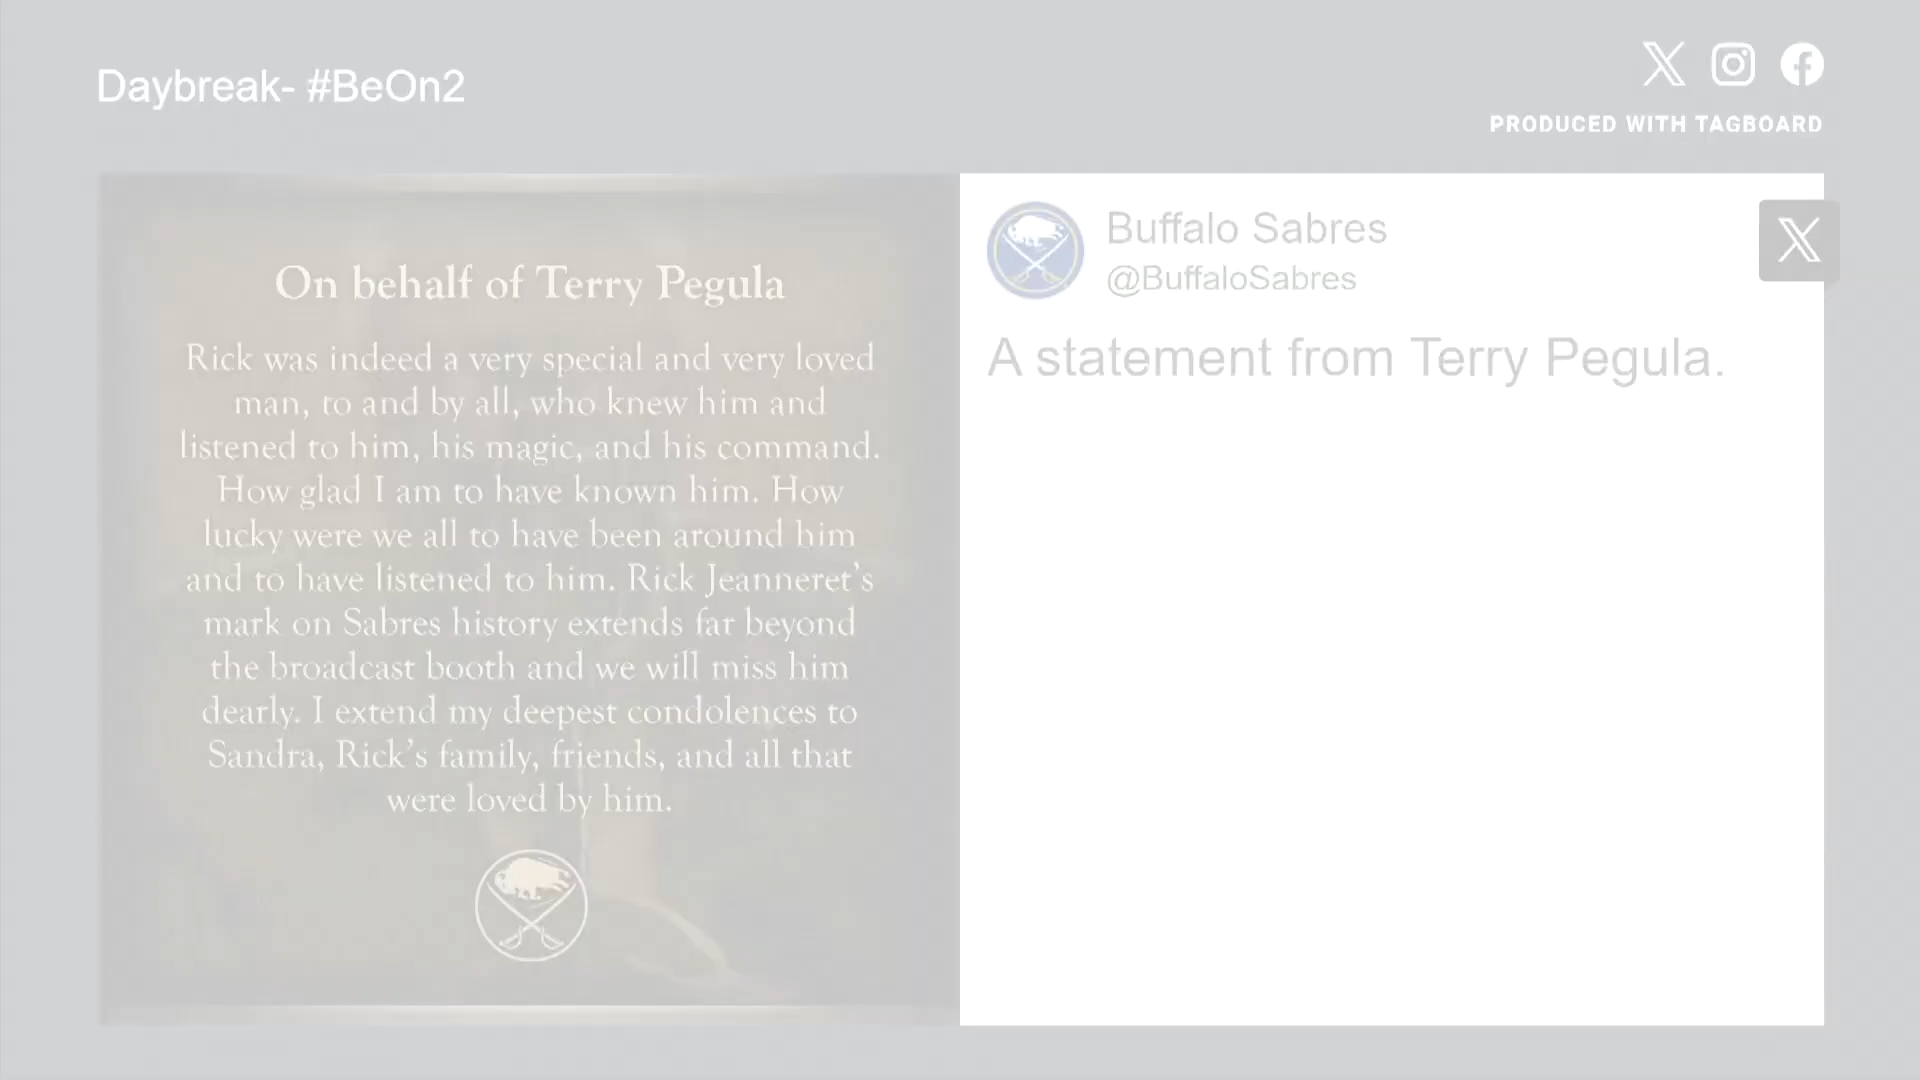 Daybreak- #BeOn2
PRODUCED WITH TAGBOARD
On behalf of Terry Pegula
Rick was indeed a very special and very loved
man, to and by all, who knew him and
listened to him, his magic, and his command.
How glad I am to have known him. How
lucky were we all to have been around him
and to have listened to him. Rick Jeanneret’s
mark on Sabres history extends far beyond
the broadcast booth and we will miss him
dearly. I extend my deepest condolences to
Sandra, Rick’s family, friends, and all that
were loved by him.
Buffalo Sabres
@BuffaloSabres
A statement from Terry Pegula.